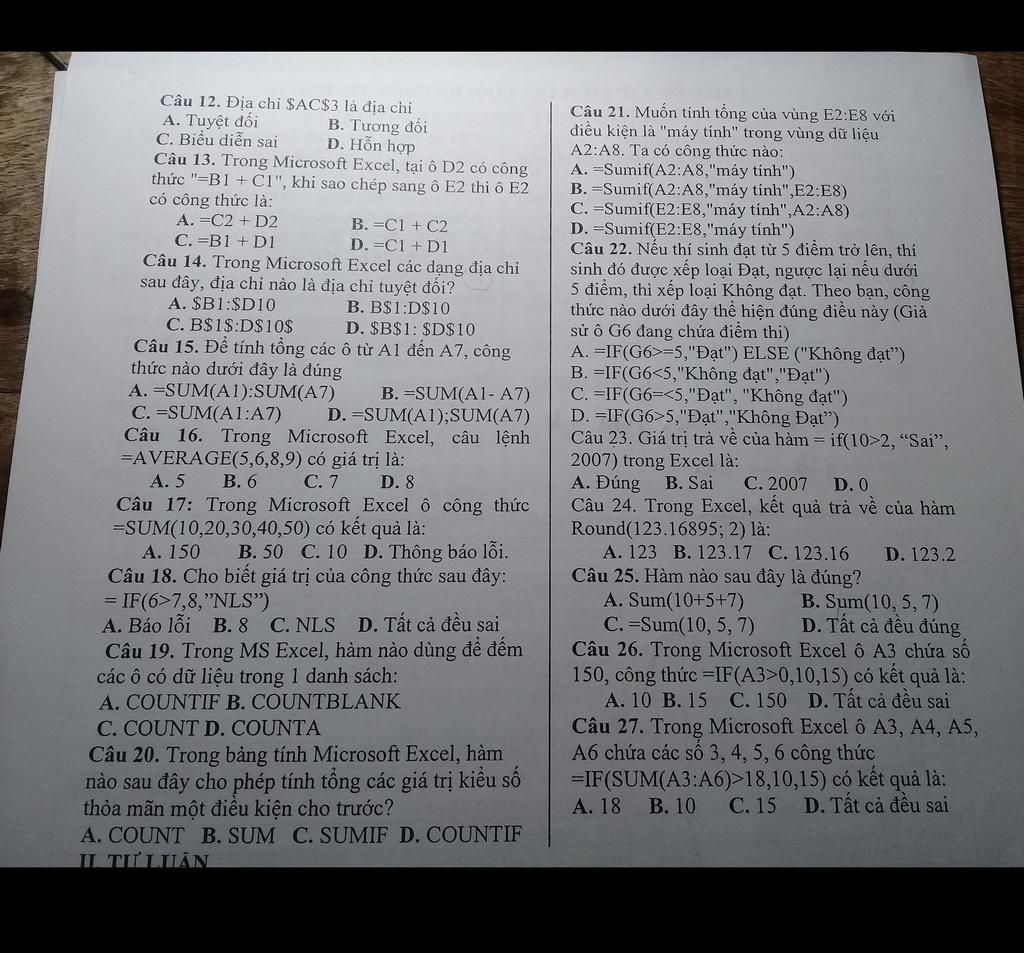 Câu 12. Địa chỉ $AC$3 là địa chỉ
A. Tuyệt đối B. Tương đối
C. Biểu diễn sai D. Hỗn hợp
Câu 13. Trong Microsoft Excel, tại ô D2 có công
thức "=B1 + C1", khi sao chép sang ô E2 thì ô E2
có công thức là:
A. =C2 + D2 B. =C1 + C2
C. =B1 + D1 D. =C1 + D1
Câu 14. Trong Microsoft Excel các dạng địa chỉ
sau đây, địa chỉ nào là địa chỉ tuyệt đối?
A. $B1:$D10 B. B$1:D$10
C. B$1$:D$10$ D. $B$1: $D$10
Câu 15. Để tính tổng các ô từ A1 đến A7, công
thức nào dưới đây là đúng
A. =SUM(A1):SUM(A7) B. =SUM(A1- A7)
C. =SUM(A1:A7) D. =SUM(A1);SUM(A7)
Câu 16. Trong Microsoft Excel, câu lệnh
=AVERAGE(5,6,8,9) có giá trị là:
A. 5 B. 6 C. 7 D. 8
Câu 17: Trong Microsoft Excel ô công thức
=SUM(10,20,30,40,50) có kết quả là:
A. 150 B. 50 C. 10 D. Thông báo lỗi.
Câu 18. Cho biết giá trị của công thức sau đây:
= IF(6>7,8,”NLS”)
A. Báo lỗi B. 8 C. NLS D. Tất cả đều sai
Câu 19. Trong MS Excel, hàm nào dùng để đếm
các ô có dữ liệu trong 1 danh sách:
A. COUNTIF B. COUNTBLANK
C. COUNT D. COUNTA
Câu 20. Trong bảng tính Microsoft Excel, hàm
nào sau đây cho phép tính tổng các giá trị kiểu số
thỏa mãn một điều kiện cho trước?
A. COUNT B. SUM C. SUMIF D. COUNTIF
II. TỰ LUẬN
Câu 21. Muốn tính tổng của vùng E2:E8 với
điều kiện là "máy tính" trong vùng dữ liệu
A2:A8. Ta có công thức nào:
A. =Sumif(A2:A8,"máy tính")
B. =Sumif(A2:A8,"máy tính",E2:E8)
C. =Sumif(E2:E8,"máy tính",A2:A8)
D. =Sumif(E2:E8,"máy tính")
Câu 22. Nếu thí sinh đạt từ 5 điểm trở lên, thí
sinh đó được xếp loại Đạt, ngược lại nếu dưới
5 điểm, thì xếp loại Không đạt. Theo bạn, công
thức nào dưới đây thể hiện đúng điều này (Giả
sử ô G6 đang chứa điểm thi)
A. =IF(G6>=5,"Đạt") ELSE ("Không đạt”)
B. =IF(G6<5,"Không đạt","Đạt")
C. =IF(G6=<5,"Đạt", "Không đạt")
D. =IF(G6>5,"Đạt","Không Đạt”)
Câu 23. Giá trị trả về của hàm = if(10>2, “Sai”,
2007) trong Excel là:
A. Đúng B. Sai C. 2007 D. 0
Câu 24. Trong Excel, kết quả trả về của hàm
Round(123.16895; 2) là:
A. 123 B. 123.17 C. 123.16 D. 123.2
Câu 25. Hàm nào sau đây là đúng?
A. Sum(10+5+7) B. Sum(10, 5, 7)
C. =Sum(10, 5, 7) D. Tất cả đều đúng
Câu 26. Trong Microsoft Excel ô A3 chứa số
150, công thức =IF(A3>0,10,15) có kết quả là:
A. 10 B. 15 C. 150 D. Tất cả đều sai
Câu 27. Trong Microsoft Excel ô A3, A4, A5,
A6 chứa các số 3, 4, 5, 6 công thức
=IF(SUM(A3:A6)>18,10,15) có kết quả là:
A. 18 B. 10 C. 15 D. Tất cả đều sai